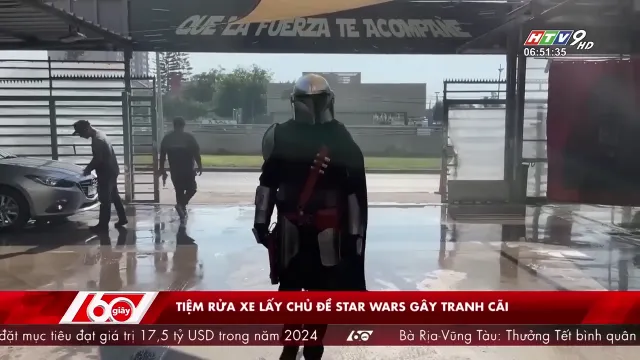 QUE LA FUERZA TE ACOMPAÑE
HTV9 HD
06:51:35
60 giây
TIỆM RỬA XE LẤY CHỦ ĐỀ STAR WARS GÂY TRANH CÃI
đặt mục tiêu đạt giá trị 17,5 tỷ USD trong năm 2024 60 Bà Rịa-Vũng Tàu: Thưởng Tết bình quân